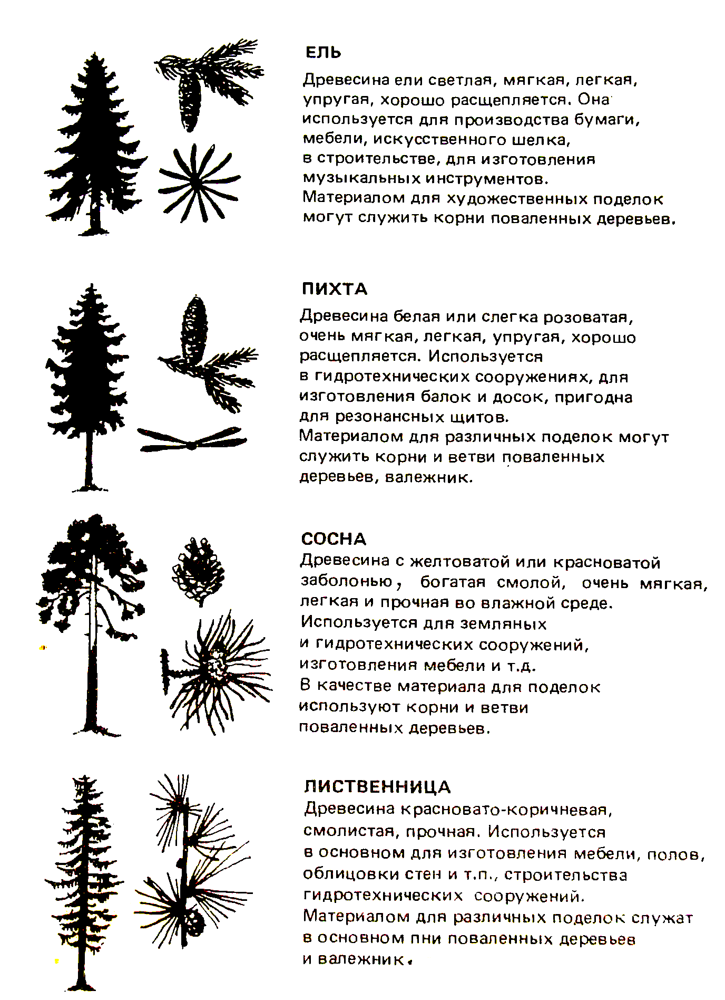 ЕЛЬ
Древесина ели светлая, мягкая, легкая,
упругая, хорошо расщепляется. Она
используется для производства бумаги,
мебели, искусственного шелка,
в строительстве, для изготовления
музыкальных инструментов.
Материалом для художественных поделок
могут служить корни поваленных деревьев.
ПИХТА
Древесина белая или слегка розоватая,
очень мягкая, легкая, упругая, хорошо
расщепляется. Используется
в гидротехнических сооружениях, для
изготовления балок и досок, пригодна
для резонансных щитов.
Материалом для различных поделок могут
служить корни и ветви поваленных
деревьев, валежник.
СОСНА
Древесина с желтоватой или красноватой
заболонью, богатая смолой, очень мягкая,
легкая и прочная во влажной среде.
Используется для земляных
и гидротехнических сооружений,
изготовления мебели и т.д.
В качестве материала для поделок
используют корни и ветви
поваленных деревьев.
ЛИСТВЕННИЦА
Древесина красновато-коричневая,
смолистая, прочная. Используется
в основном для изготовления мебели, полов,
облицовки стен и т.п., строительства
гидротехнических сооружений.
Материалом для различных поделок служат
в основном пни поваленных деревьев
и валежник.